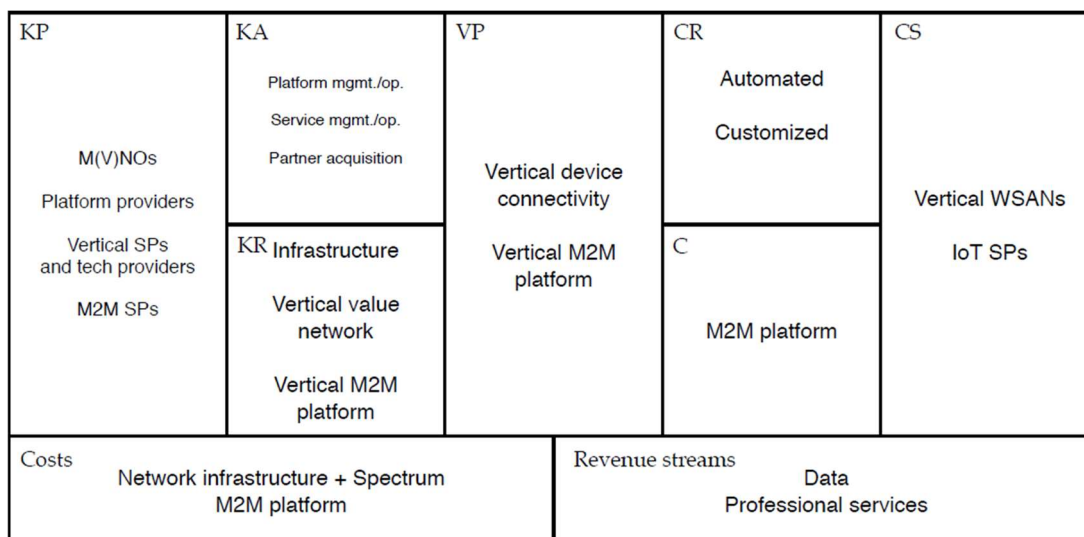 KP
M(V)NOs
Platform providers
Vertical SPs
and tech providers
M2M SPs
KA
Platform mgmt./op.
Service mgmt./op.
Partner acquisition
KR
Infrastructure
Vertical value
network
Vertical M2M
platform
VP
Vertical device
connectivity
Vertical M2M
platform
CR
Automated
Customized
C
M2M platform
CS
Vertical WSANs
IoT SPs
Costs
Network infrastructure + Spectrum
M2M platform
Revenue streams
Data
Professional services